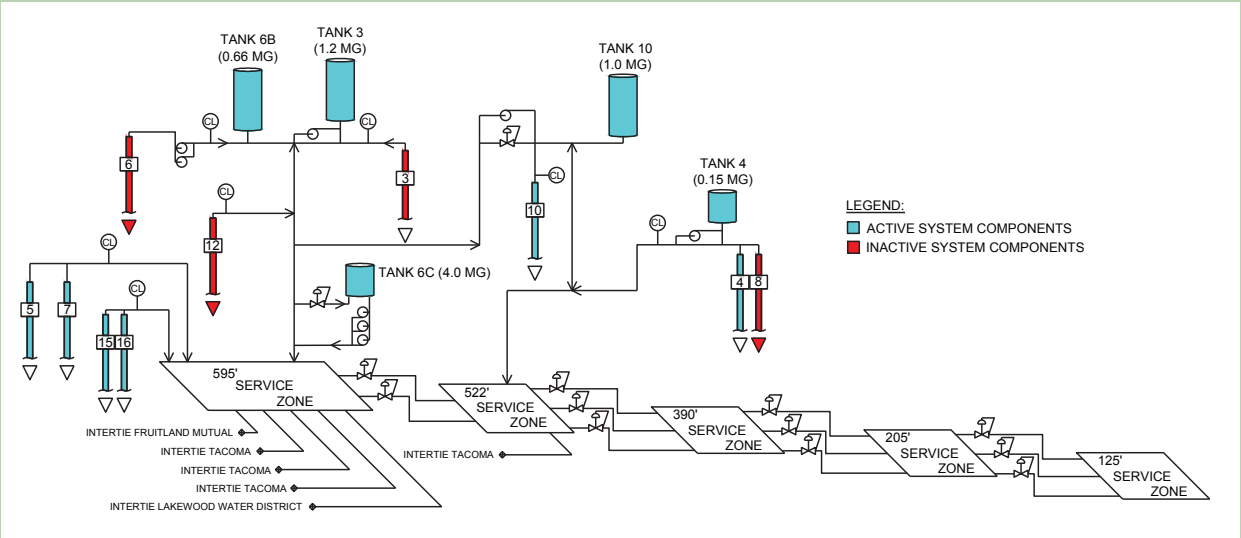 TANK 6B
(0.66 MG)
TANK 3
(1.2 MG)
TANK 10
(1.0 MG)
CL
CL
6
3
CL
10
TANK 4
(0.15 MG)
CL
12
CL
4
8
LEGEND:
ACTIVE SYSTEM COMPONENTS
INACTIVE SYSTEM COMPONENTS
CL
5
7
CL
15
16
TANK 6C (4.0 MG)
595'
SERVICE
ZONE
522'
SERVICE
ZONE
390'
SERVICE
ZONE
205'
SERVICE
ZONE
125'
SERVICE
ZONE
INTERTIE FRUITLAND MUTUAL
INTERTIE TACOMA
INTERTIE TACOMA
INTERTIE TACOMA
INTERTIE LAKEWOOD WATER DISTRICT
INTERTIE TACOMA